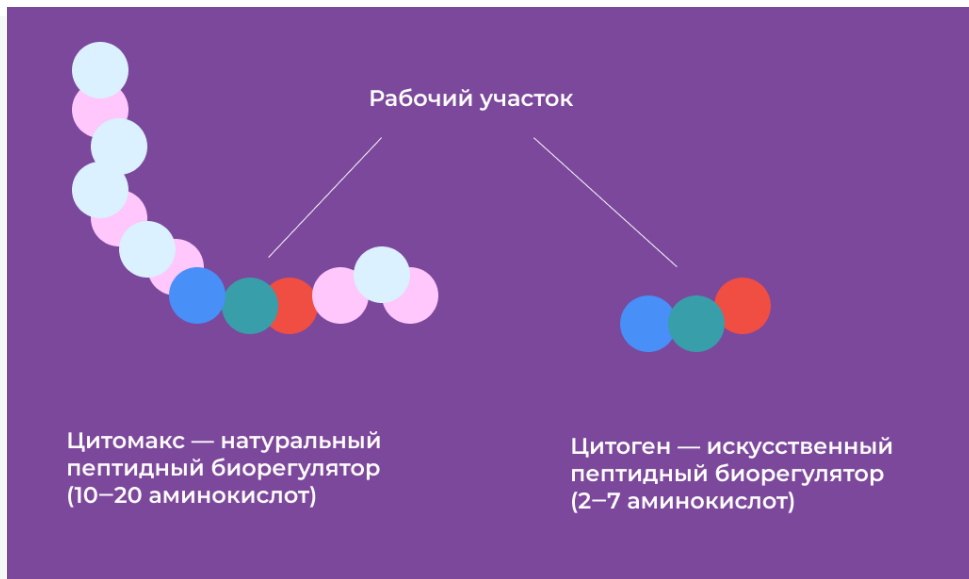 Рабочий участок
Цитомакс — натуральный
пептидный биорегулятор
(10–20 аминокислот)
Цитоген — искусственный
пептидный биорегулятор
(2–7 аминокислот)